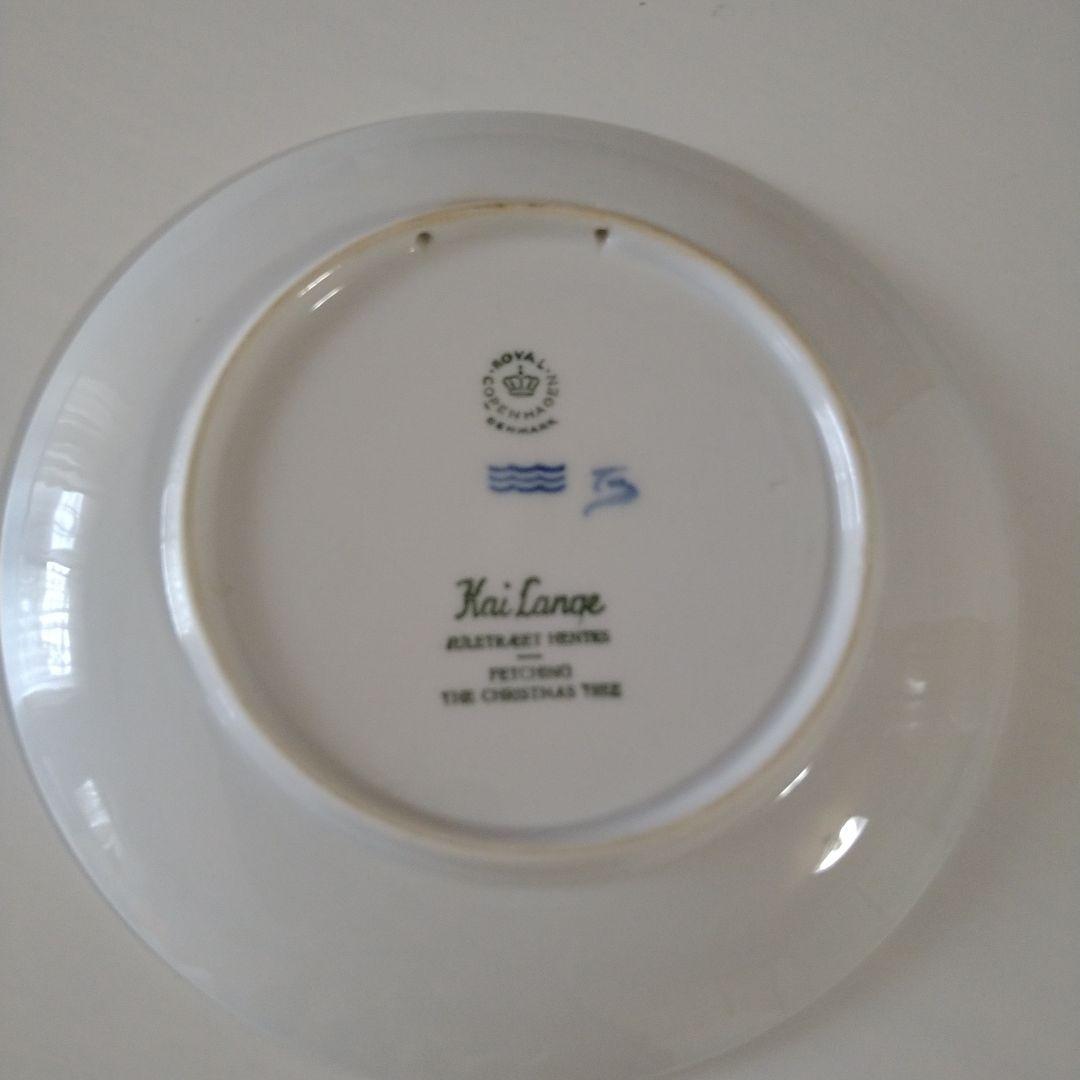 ROYAL
COPENHAGEN
DENMARK
Kai Lange
JULETRÆET HENTES
FETCHING
THE CHRISTMAS TREE